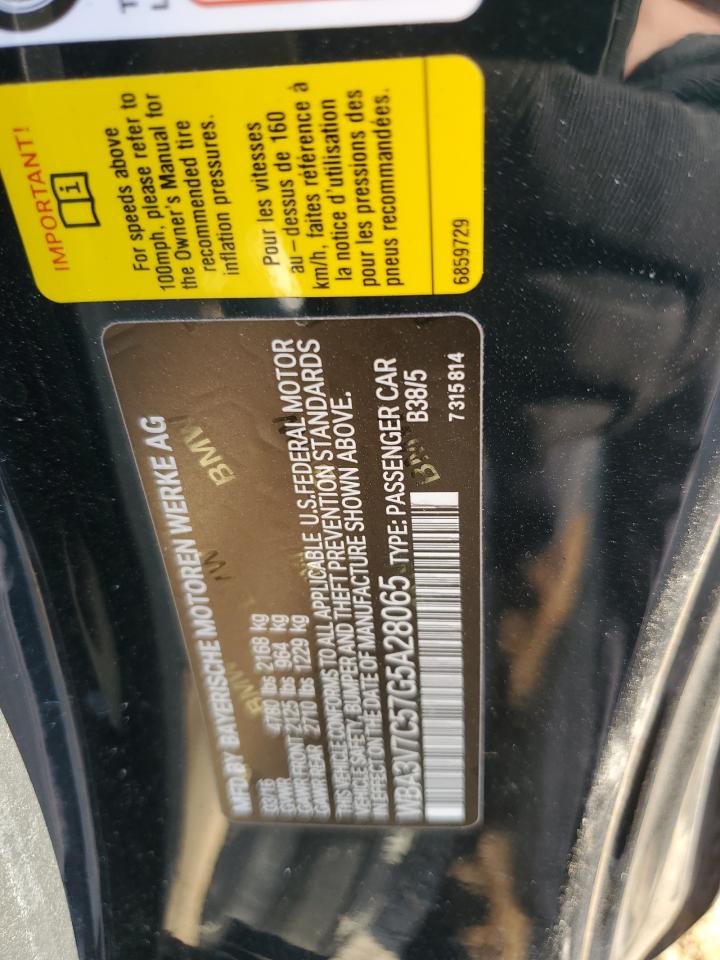 IMPORTANT!
For speeds above
100mph, please refer to
the Owner's Manual for
recommended tire
inflation pressures.
Pour les vitesses
au - dessus de 160
km/h, faites référence à
la notice d'utilisation
pour les pressions des
pneus recommandées.
6859729
MFD BY BAYERISCHE MOTOREN WERKE AG
03/16
GVWR 4780 lbs 2168 kg
GAWR FRONT 2125 lbs 964 kg
GAWR REAR 2710 lbs 1229 kg
THIS VEHICLE CONFORMS TO ALL APPLICABLE U.S. FEDERAL MOTOR
VEHICLE SAFETY, BUMPER AND THEFT PREVENTION STANDARDS
IN EFFECT ON THE DATE OF MANUFACTURE SHOWN ABOVE.
WBA3V7C57G5A28065 TYPE: PASSENGER CAR
B38/5
7315 814
BMW
BMW